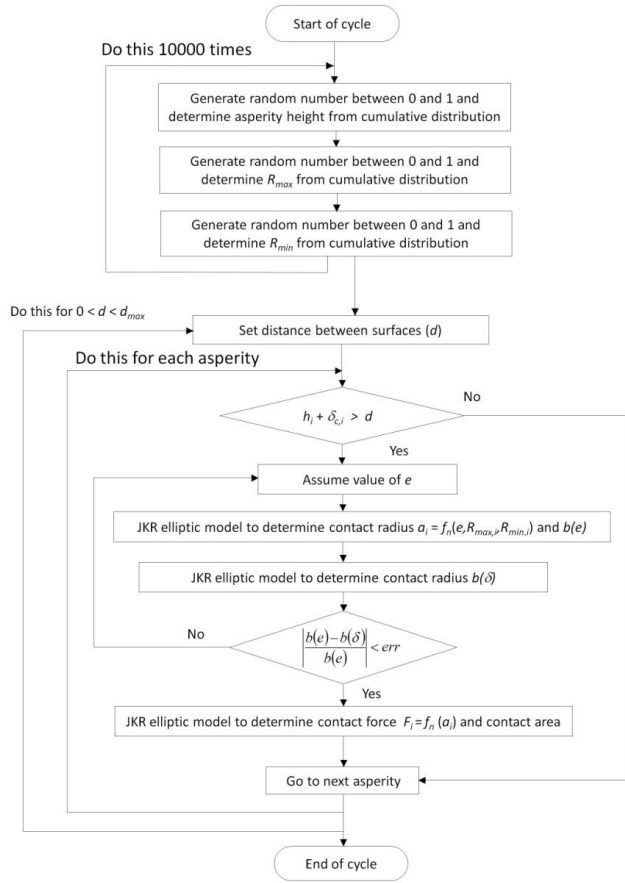 Start of cycle
Do this 10000 times
Generate random number between 0 and 1 and
determine asperity height from cumulative distribution
Generate random number between 0 and 1 and
determine R_max from cumulative distribution
Generate random number between 0 and 1 and
determine R_min from cumulative distribution
Do this for 0 < d < d_max
Set distance between surfaces (d)
Do this for each asperity
No
h_i + δ_c,i > d
Yes
Assume value of e
JKR elliptic model to determine contact radius a_i = f_n(e,R_max,i,R_min,i) and b(e)
JKR elliptic model to determine contact radius b(δ)
No
|b(e)−b(δ) / b(e)| < err
Yes
JKR elliptic model to determine contact force F_i = f_n (a_i) and contact area
Go to next asperity
End of cycle